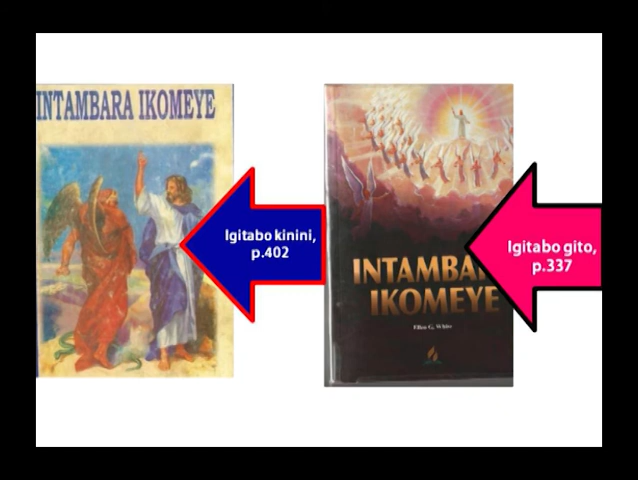 INTAMBARA IKOMEYE
Igitabo kinini,
p.402
INTAMBARA
IKOMEYE
Ellen G. White
Igitabo gito,
p.337